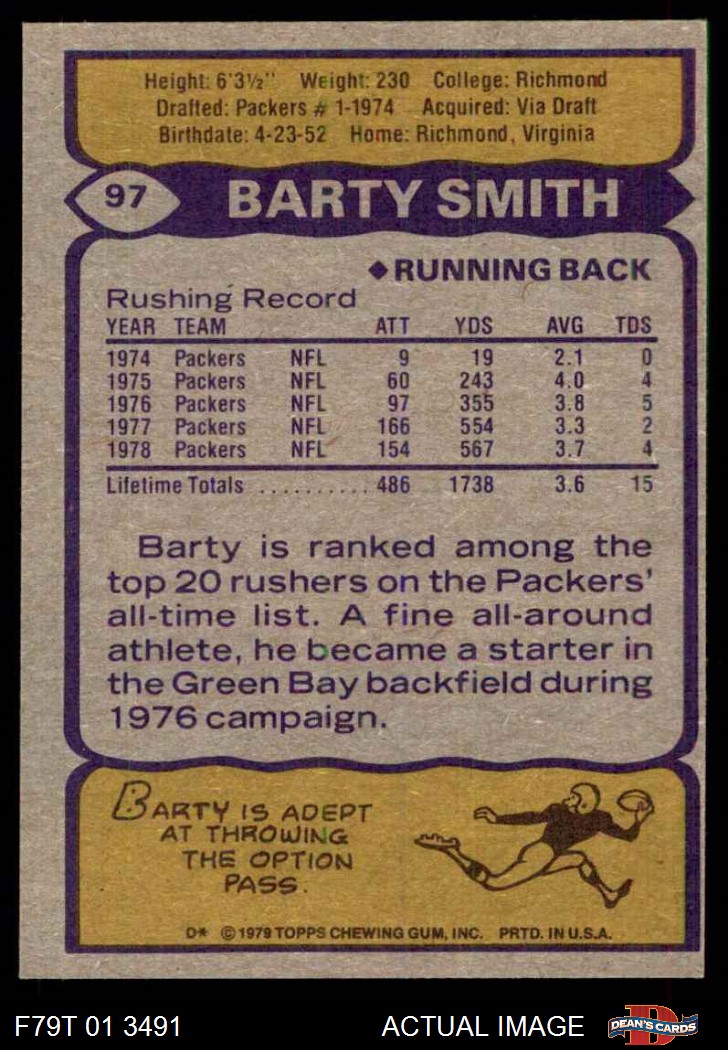 Height: 6'3½" Weight: 230 College: Richmond
Drafted: Packers # 1-1974 Acquired: Via Draft
Birthdate: 4-23-52 Home: Richmond, Virginia
97 BARTY SMITH
◆RUNNING BACK
Rushing Record
YEAR TEAM ATT YDS AVG TDS
1974 Packers NFL 9 19 2.1 0
1975 Packers NFL 60 243 4.0 4
1976 Packers NFL 97 355 3.8 5
1977 Packers NFL 166 554 3.3 2
1978 Packers NFL 154 567 3.7 4
Lifetime Totals .......... 486 1738 3.6 15
Barty is ranked among the
top 20 rushers on the Packers'
all-time list. A fine all-around
athlete, he became a starter in
the Green Bay backfield during
1976 campaign.
BARTY IS ADEPT
AT THROWING
THE OPTION
PASS.
D* © 1979 TOPPS CHEWING GUM, INC. PRTD. IN U.S.A.
F79T 01 3491 ACTUAL IMAGE D DEAN'S CARDS